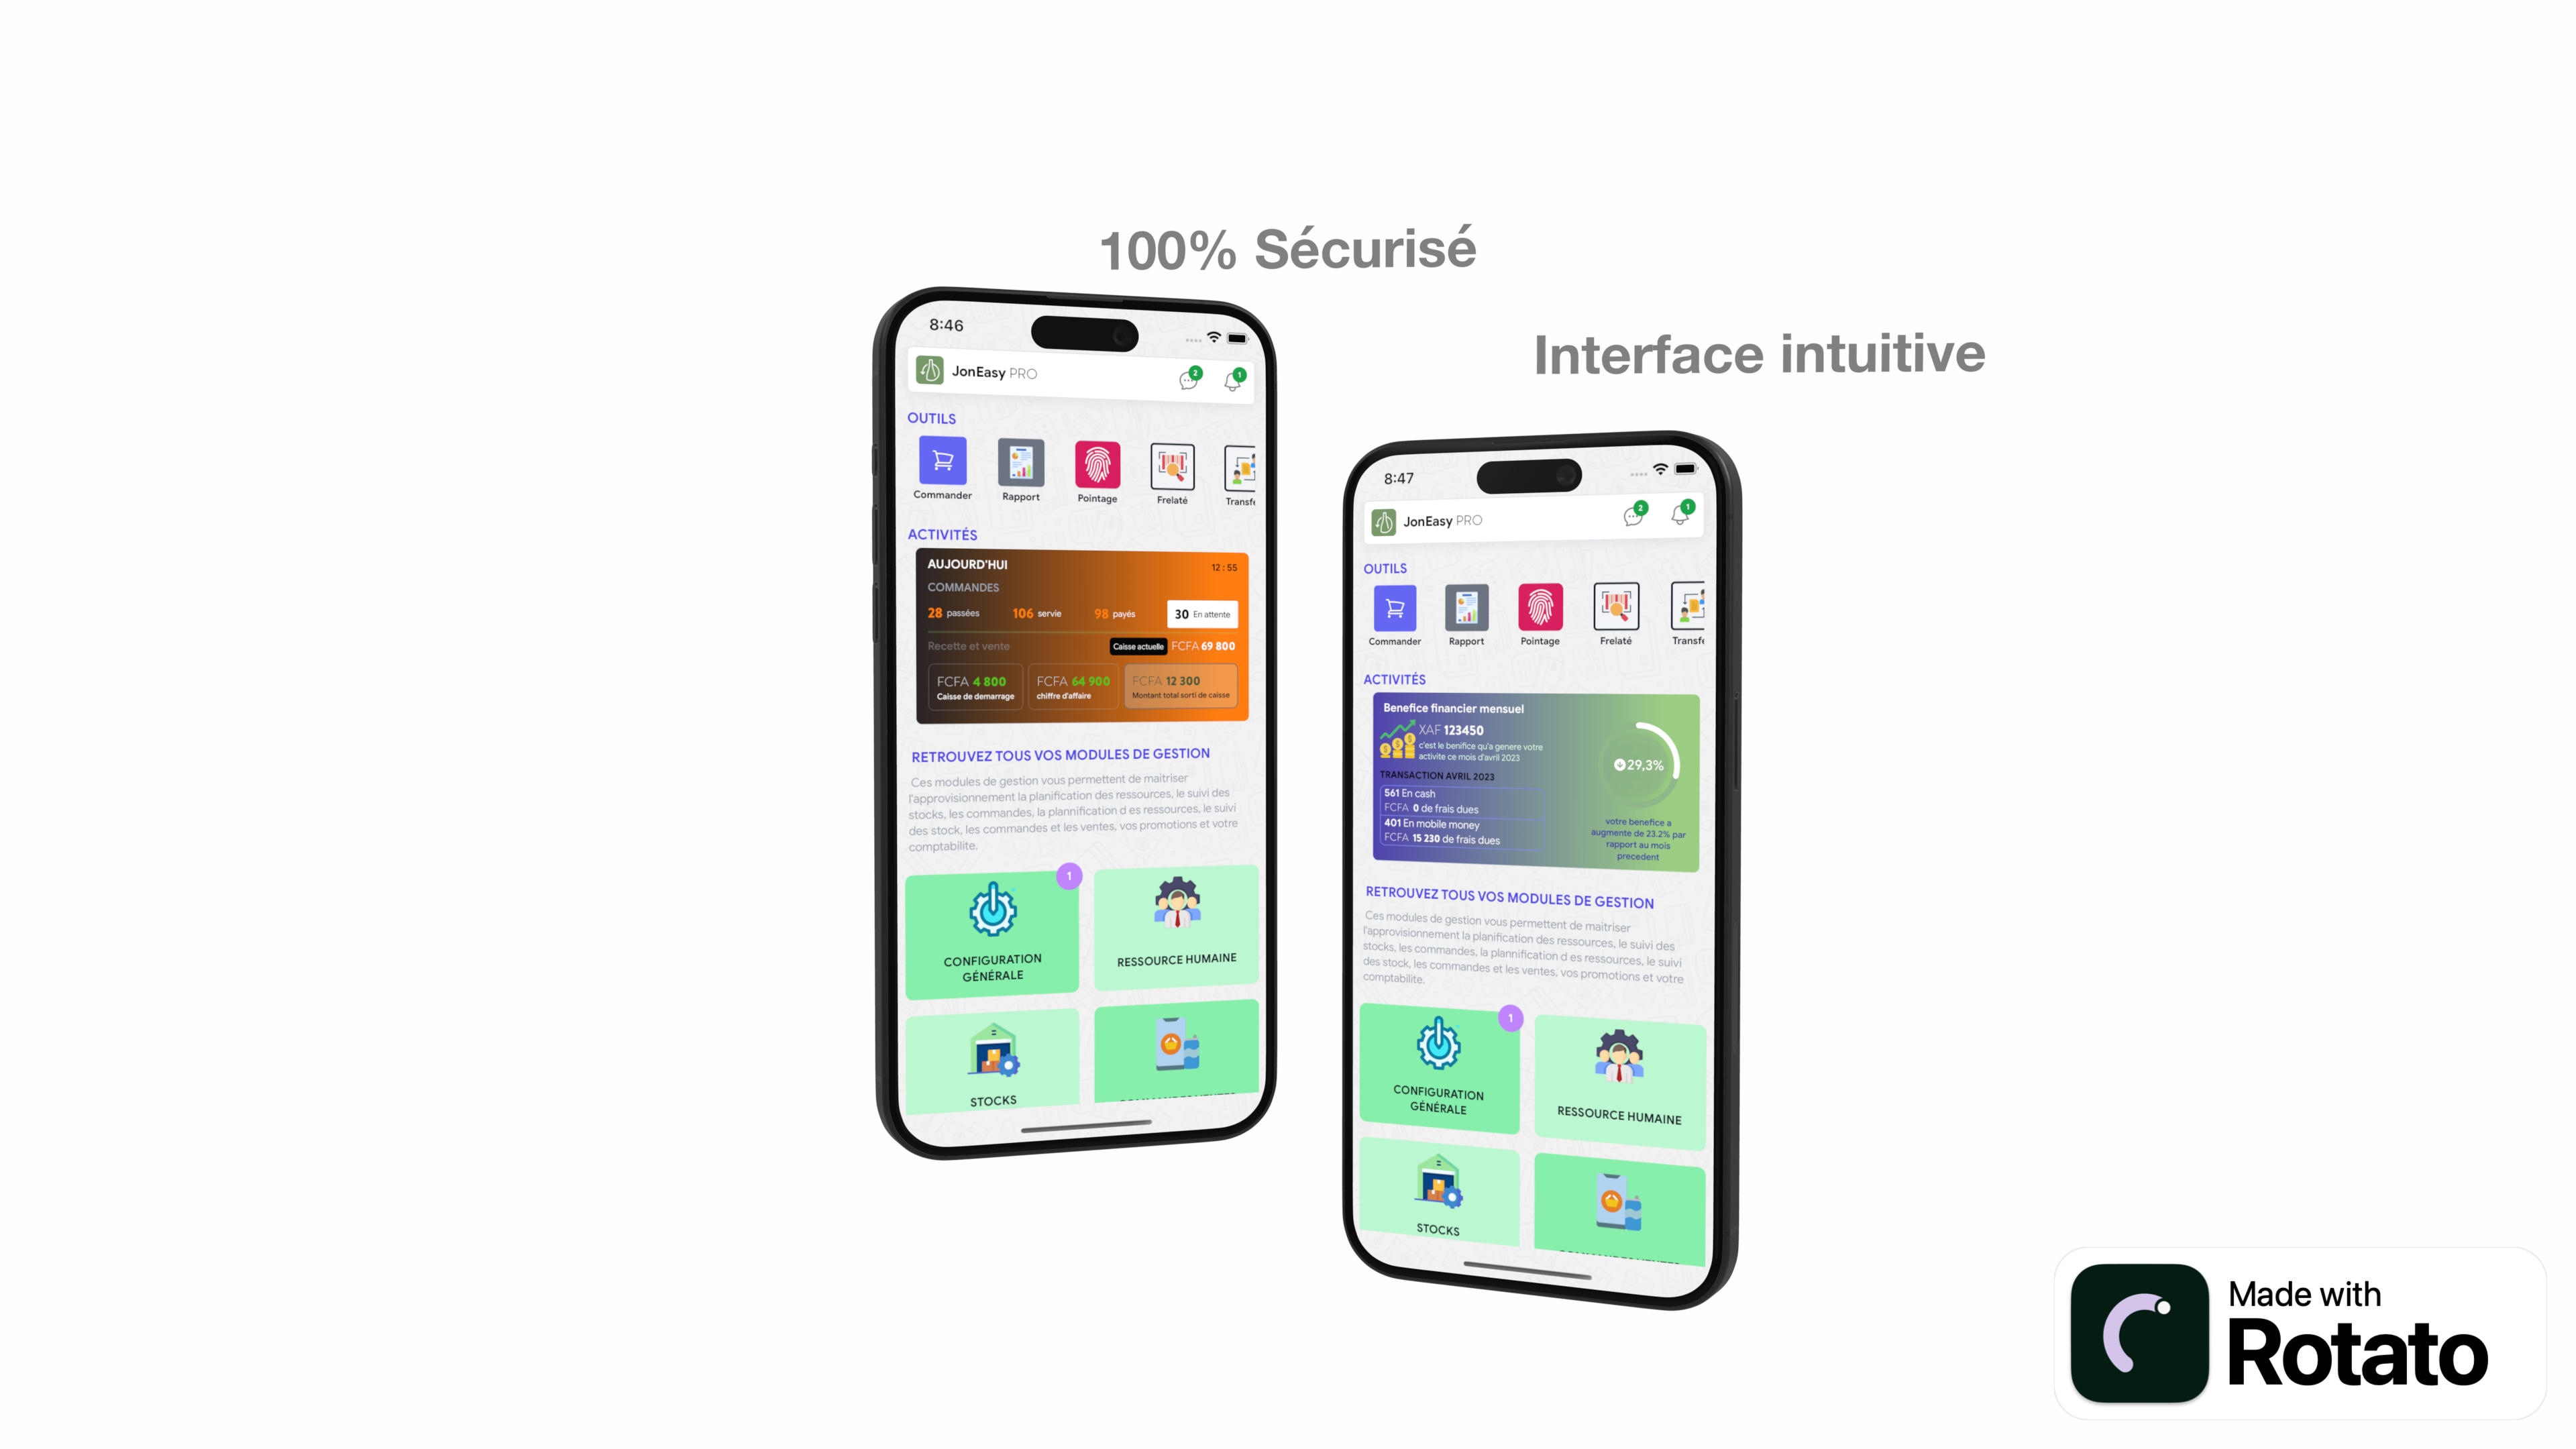 100% Sécurisé
Interface intuitive
8:46
JonEasy PRO
2
1
OUTILS
Commander
Rapport
Pointage
Frelaté
Transfe
ACTIVITÉS
AUJOURD'HUI
12 : 55
COMMANDES
28 passées
106 servie
98 payés
30 En attente
Recette et vente
Caisse actuelle FCFA 69 800
FCFA 4 800
Caisse de demarrage
FCFA 64 900
chiffre d'affaire
FCFA 12 300
Montant total sorti de caisse
RETROUVEZ TOUS VOS MODULES DE GESTION
Ces modules de gestion vous permettent de maitriser
l'approvisionnement la planification des ressources, le suivi des
stocks, les commandes, la plannification d es ressources, le suivi
des stock, les commandes et les ventes, vos promotions et votre
comptabilite.
1
CONFIGURATION
GÉNÉRALE
RESSOURCE HUMAINE
STOCKS
8:47
JonEasy PRO
2
1
OUTILS
Commander
Rapport
Pointage
Frelaté
Transfe
ACTIVITÉS
Benefice financier mensuel
XAF 123450
c'est le benifice qu'a genere votre
activite ce mois d'avril 2023
TRANSACTION AVRIL 2023
561 En cash
FCFA 0 de frais dues
401 En mobile money
FCFA 15 230 de frais dues
29,3%
votre benefice a
augmente de 23.2% par
rapport au mois
precedent
RETROUVEZ TOUS VOS MODULES DE GESTION
Ces modules de gestion vous permettent de maitriser
l'approvisionnement la planification des ressources, le suivi des
stocks, les commandes, la plannification d es ressources, le suivi
des stock, les commandes et les ventes, vos promotions et votre
comptabilite.
1
CONFIGURATION
GÉNÉRALE
RESSOURCE HUMAINE
STOCKS
Made with
Rotato